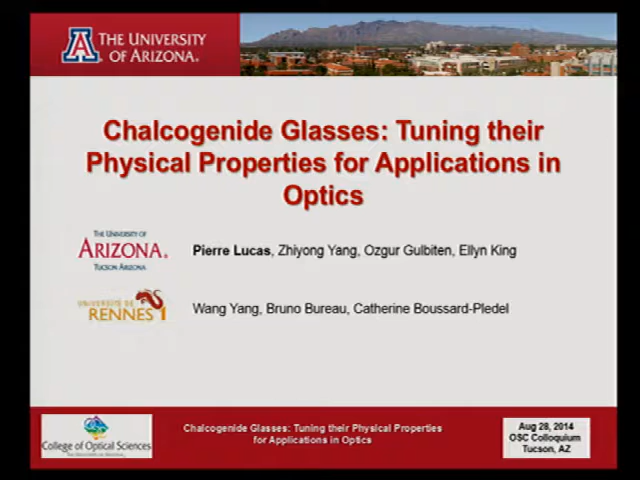 THE UNIVERSITY
OF ARIZONA®
Chalcogenide Glasses: Tuning their
Physical Properties for Applications in
Optics
THE UNIVERSITY OF
ARIZONA®
TUCSON ARIZONA
Pierre Lucas, Zhiyong Yang, Ozgur Gulbiten, Ellyn King
UNIVERSITÉ DE
RENNES 1
Wang Yang, Bruno Bureau, Catherine Boussard-Pledel
College of Optical Sciences
Chalcogenide Glasses: Tuning their Physical Properties
for Applications in Optics
Aug 28, 2014
OSC Colloquium
Tucson, AZ